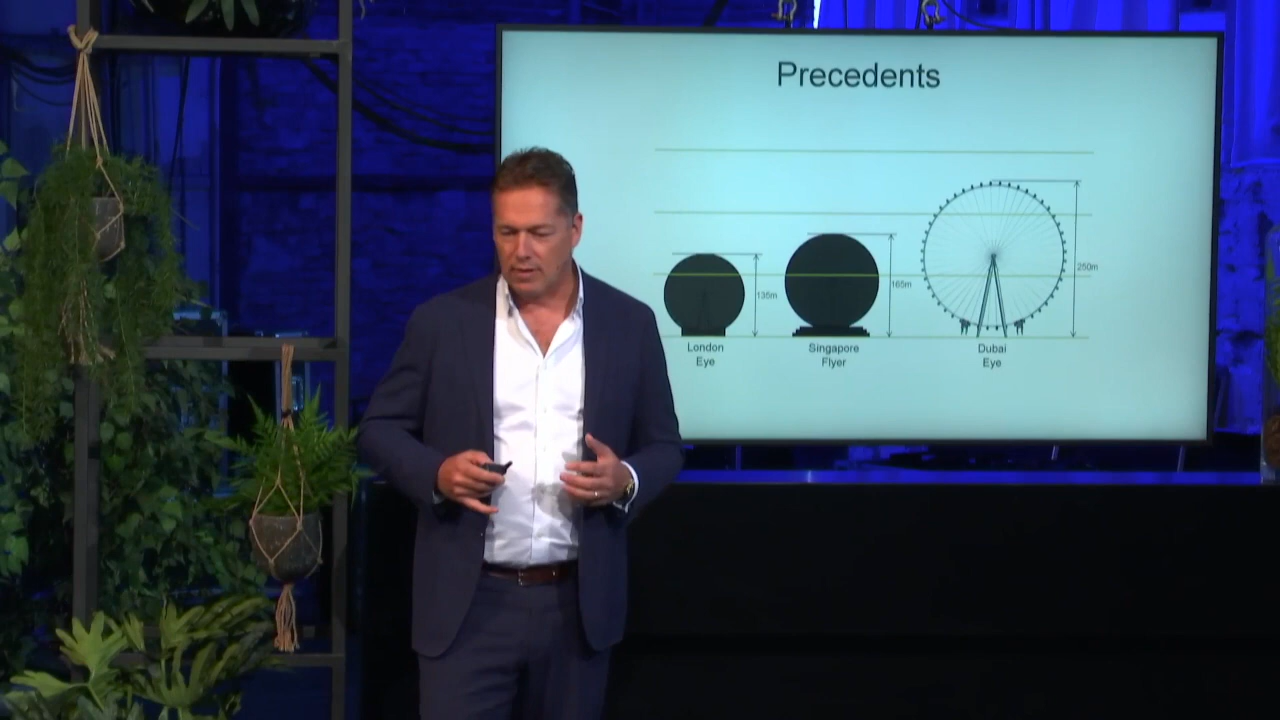 Precedents
135m
165m
250m
London
Eye
Singapore
Flyer
Dubai
Eye